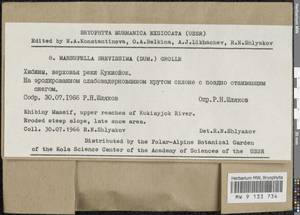 BRYOPHYTA MURMANICA EXSICCATA (USSR)
Edited by N.A.Konstantinova, O.A.Belkina, A.J.Likhachev, R.N.Shlyakov
8. MARSUPELLA BREVISSIMA (DUM.) GROLLE
Хибины, верховья реки Кукисйок.
На эродированном слабозадернованном крутом склоне с поздно стаивающим
снегом.
Собр. 30.07.1966 Р.Н.Шляков Опр.Р.Н.Шляков
Khibiny Massif, upper reaches of Kukisyjok River.
Eroded steep slope, late snow area.
Coll. 30.07.1966 R.N.Shlyakov Det.R.N.Shlyakov
Distributed by the Polar-Alpine Botanical Garden
of the Kola Science Center of the Academy of Sciences of the USSR
Herbarium MW, Bryophyta
MW 9 133 734